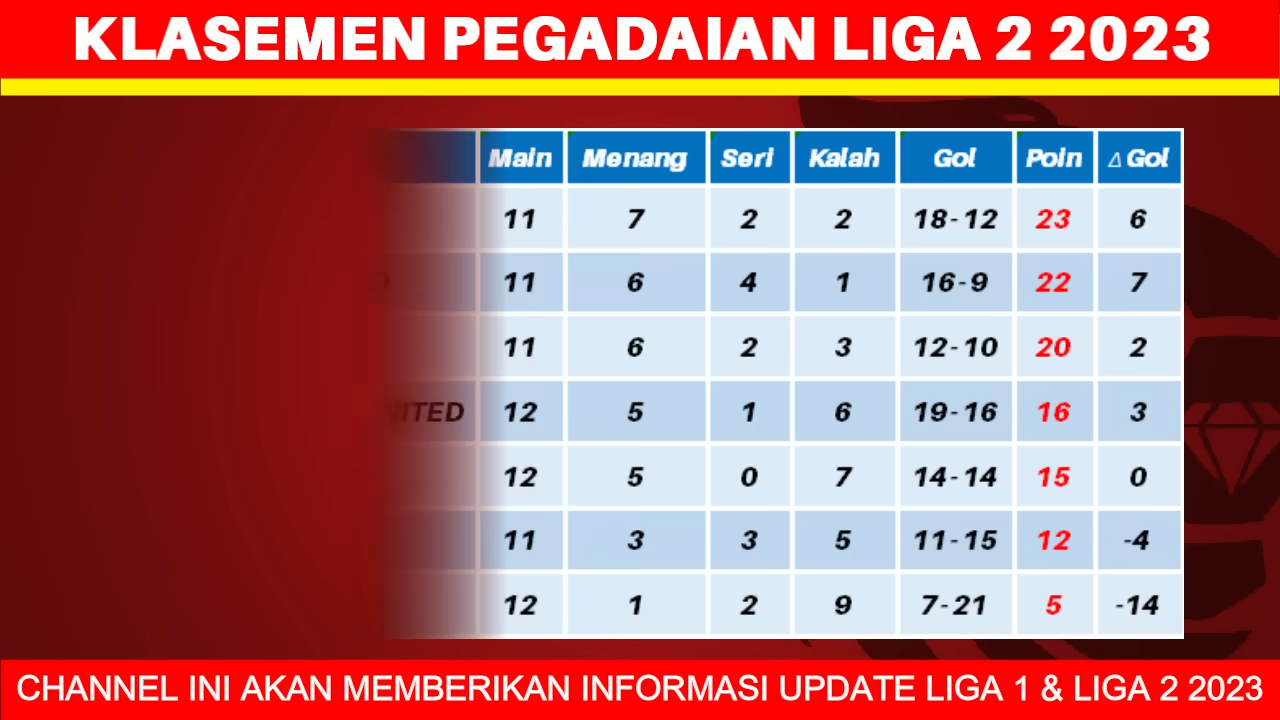 KLASEMEN PEGADAIAN LIGA 2 2023
Main Menang Seri Kalah Gol Poin Δ Gol
11 7 2 2 18-12 23 6
11 6 4 1 16-9 22 7
11 6 2 3 12-10 20 2
12 5 1 6 19-16 16 3
12 5 0 7 14-14 15 0
11 3 3 5 11-15 12 -4
12 1 2 9 7-21 5 -14
CHANNEL INI AKAN MEMBERIKAN INFORMASI UPDATE LIGA 1 & LIGA 2 2023